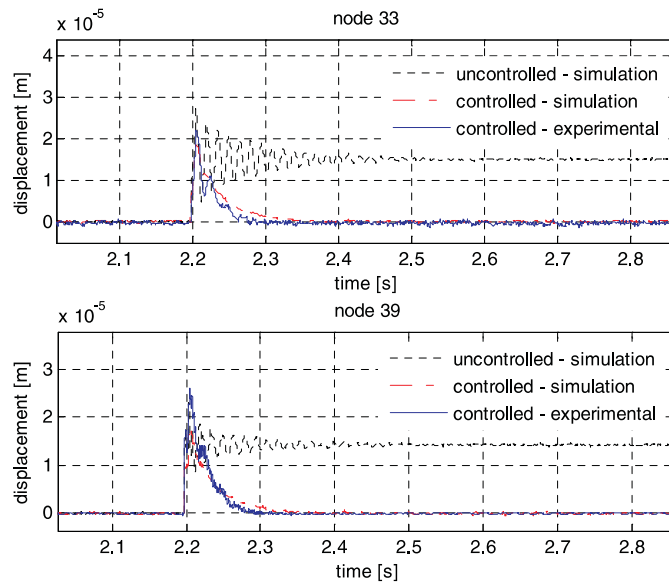 node 33
x 10-5
4
3
2
1
0
displacement [m]
uncontrolled - simulation
controlled - simulation
controlled - experimental
2.1 2.2 2.3 2.4 2.5 2.6 2.7 2.8
time [s]
node 39
x 10-5
3
2
1
0
displacement [m]
uncontrolled - simulation
controlled - simulation
controlled - experimental
2.1 2.2 2.3 2.4 2.5 2.6 2.7 2.8
time [s]